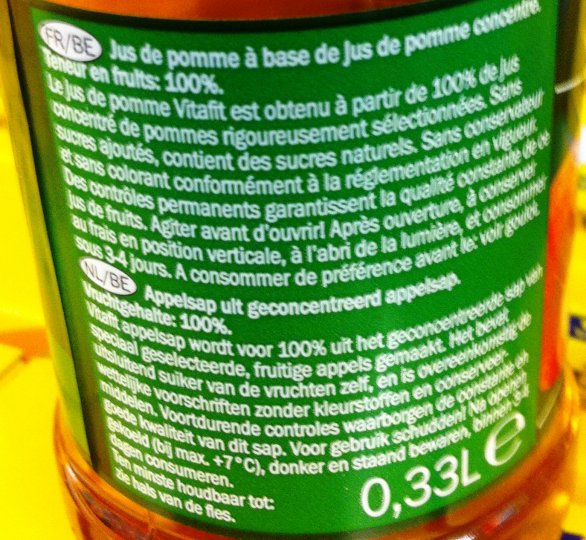 FR/BE Jus de pomme à base de jus de pomme concentré.
Teneur en fruits: 100%.
Le jus de pomme Vitafit est obtenu à partir de 100% de jus
concentré de pommes rigoureusement sélectionnées. Sans
sucres ajoutés, contient des sucres naturels. Sans conservateur
et sans colorant conformément à la réglementation en vigueur.
Des contrôles permanents garantissent la qualité constante de ce
jus de fruits. Agiter avant d'ouvrir! Après ouverture, à conserver
au frais en position verticale, à l'abri de la lumière, et consommer
sous 3-4 jours. A consommer de préférence avant le: voir goulot.
NL/BE Appelsap uit geconcentreerd appelsap.
Vruchtgehalte: 100%.
Vitafit appelsap wordt voor 100% uit het geconcentreerde sap van
speciaal geselecteerde, fruitige appels gemaakt. Het bevat
uitsluitend suiker van de vruchten zelf, en is overeenkomstig de
wettelijke voorschriften zonder kleurstoffen en conserveer-
middelen. Voortdurende controles waarborgen de constante en
goede kwaliteit van dit sap. Voor gebruik schudden! Na openen
gekoeld (bij max. +7°C), donker en staand bewaren, binnen 3-4
dagen consumeren.
Ten minste houdbaar tot:
zie hals van de fles.
0,33L e